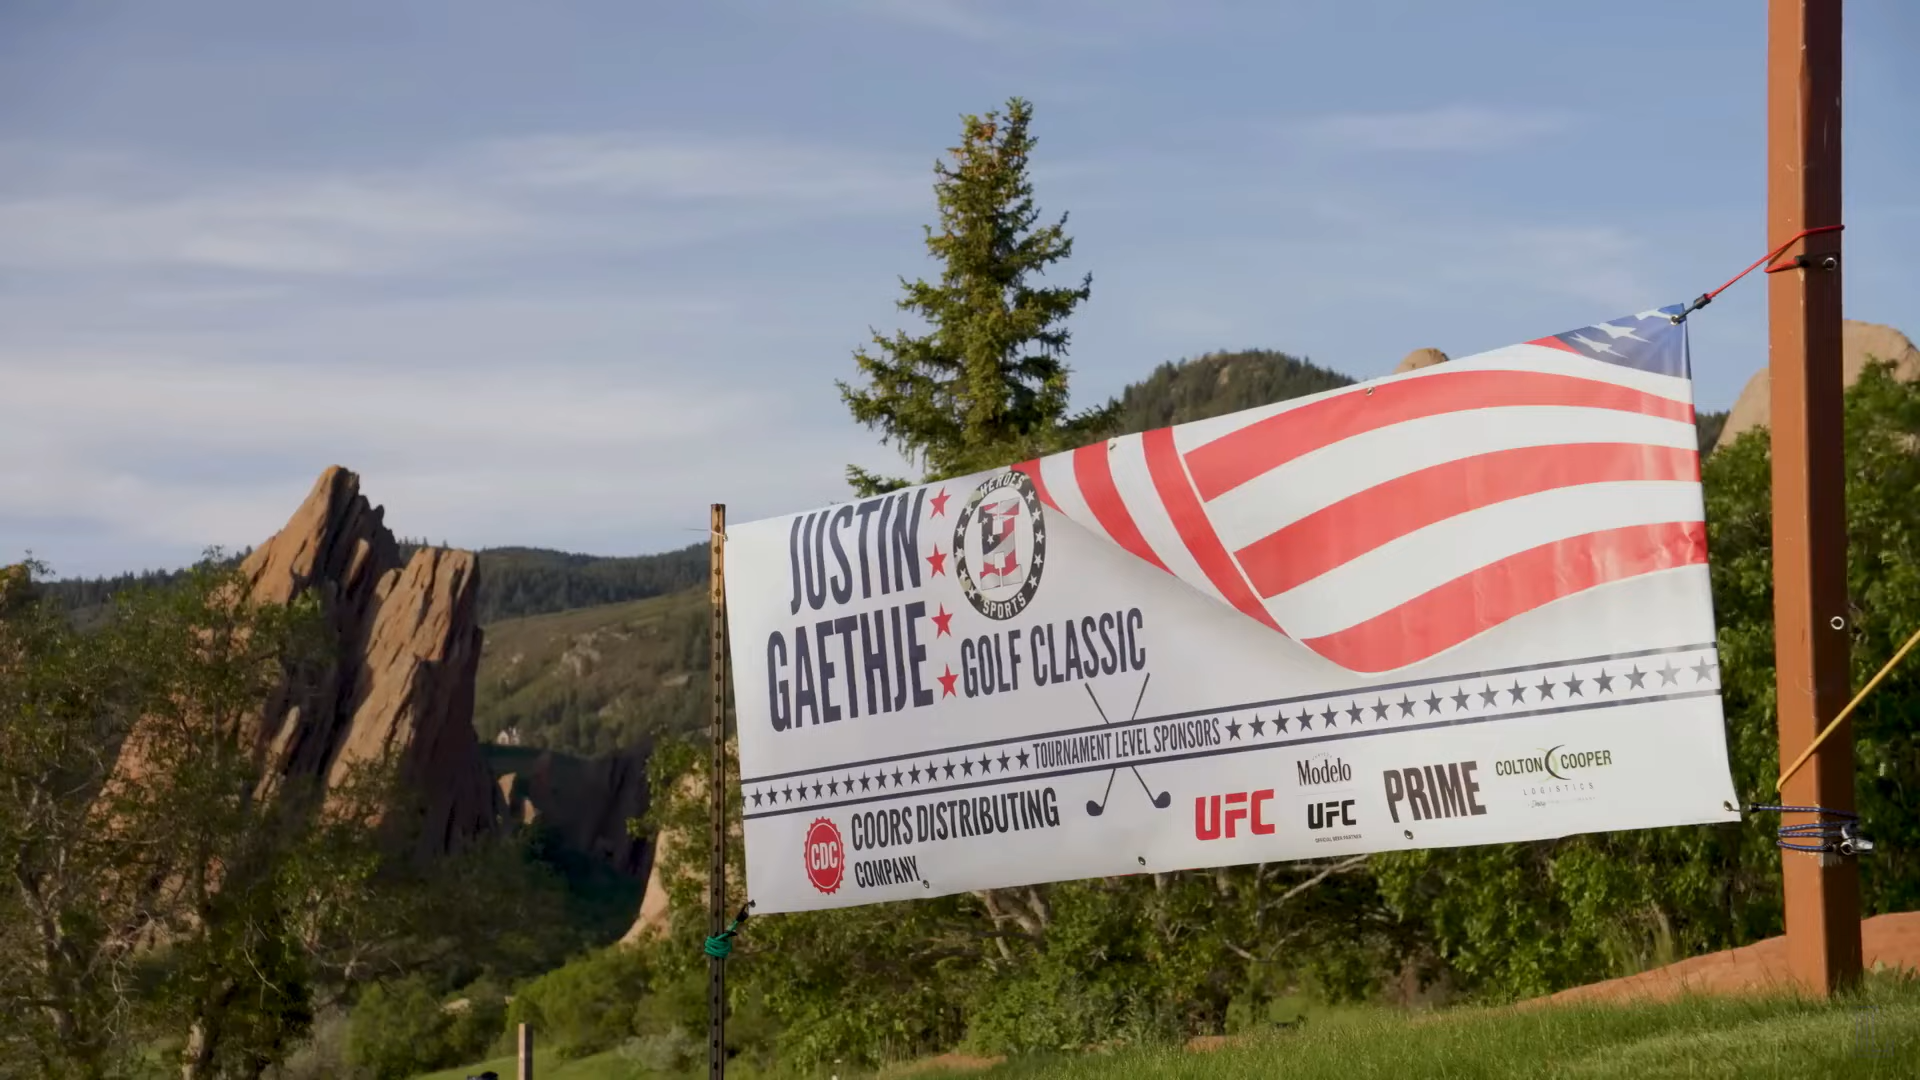 JUSTIN
GAETHJE
HEROES
SPORTS
GOLF CLASSIC
TOURNAMENT LEVEL SPONSORS
CDC
COORS DISTRIBUTING
COMPANY
UFC
Modelo
UFC
PRIME
COLTON COOPER
LOGISTICS